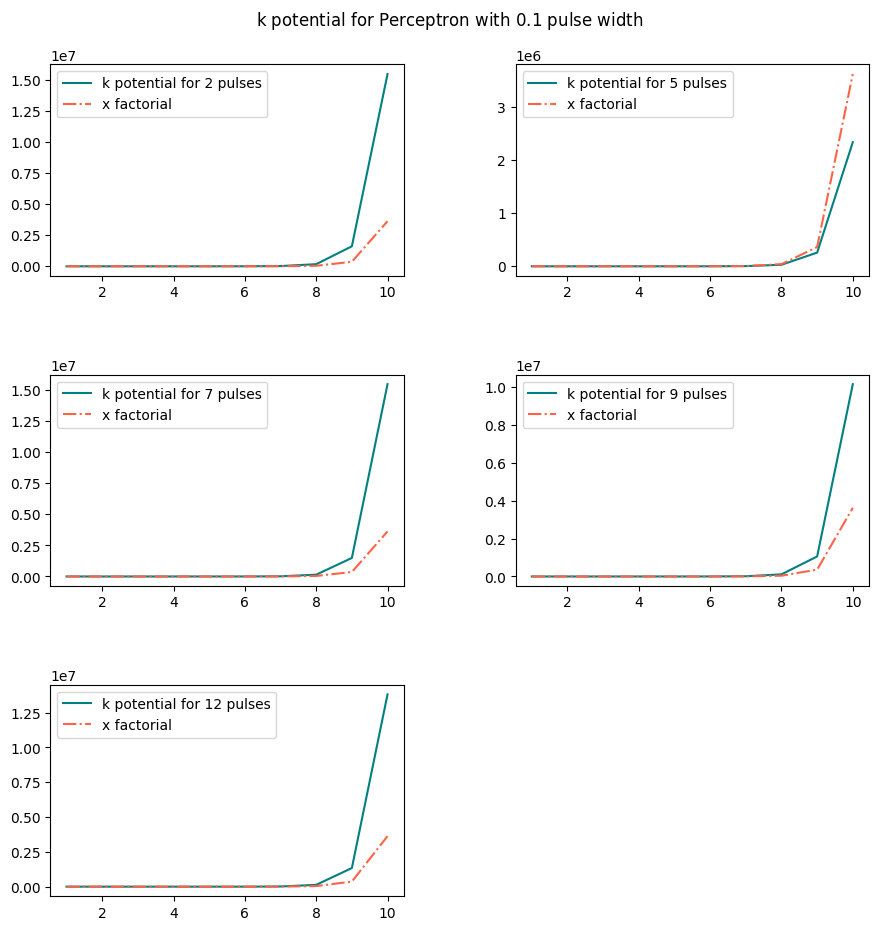 k potential for Perceptron with 0.1 pulse width
1e7
k potential for 2 pulses
x factorial
1.50
1.25
1.00
0.75
0.50
0.25
0.00
2 4 6 8 10
1e6
k potential for 5 pulses
x factorial
3
2
1
0
2 4 6 8 10
1e7
k potential for 7 pulses
x factorial
1.50
1.25
1.00
0.75
0.50
0.25
0.00
2 4 6 8 10
1e7
k potential for 9 pulses
x factorial
1.0
0.8
0.6
0.4
0.2
0.0
2 4 6 8 10
1e7
k potential for 12 pulses
x factorial
1.25
1.00
0.75
0.50
0.25
0.00
2 4 6 8 10